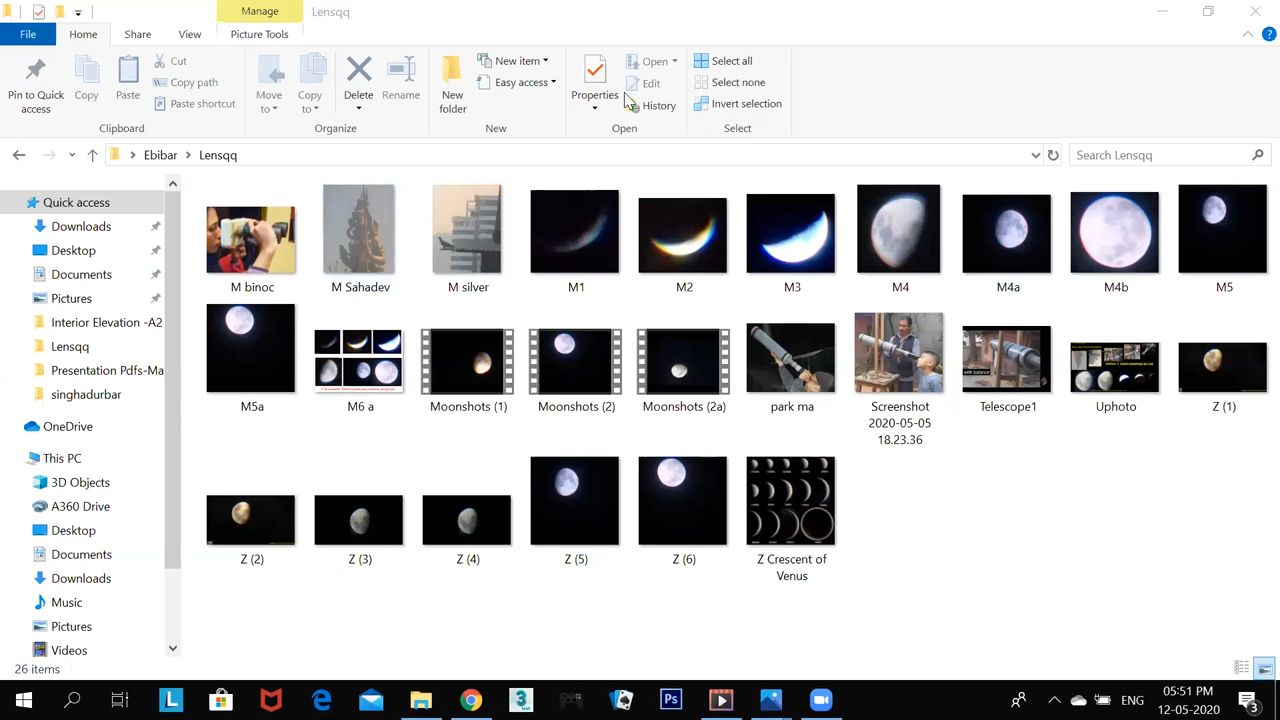 Manage
Lensqq
File
Home
Share
View
Picture Tools
Pin to Quick access
Copy
Paste
Cut
Copy path
Paste shortcut
Clipboard
Move to
Copy to
Delete
Rename
Organize
New folder
New item
Easy access
New
Properties
Open
Edit
History
Open
Select all
Select none
Invert selection
Select
Ebibar
Lensqq
Search Lensqq
Quick access
Downloads
Desktop
Documents
Pictures
Interior Elevation -A2
Lensqq
Presentation Pdfs-Ma
singhadurbar
OneDrive
This PC
3D Objects
A360 Drive
Desktop
Documents
Downloads
Music
Pictures
Videos
M binoc
M Sahadev
M silver
M1
M2
M3
M4
M4a
M4b
M5
M5a
M6 a
Moonshots (1)
Moonshots (2)
Moonshots (2a)
park ma
Screenshot
2020-05-05
18.23.36
Telescope1
Uphoto
Z (1)
Z (2)
Z (3)
Z (4)
Z (5)
Z (6)
Z Crescent of
Venus
with balance
26 items
L
3
MAX
Ps
ENG
05:51 PM
12-05-2020
3